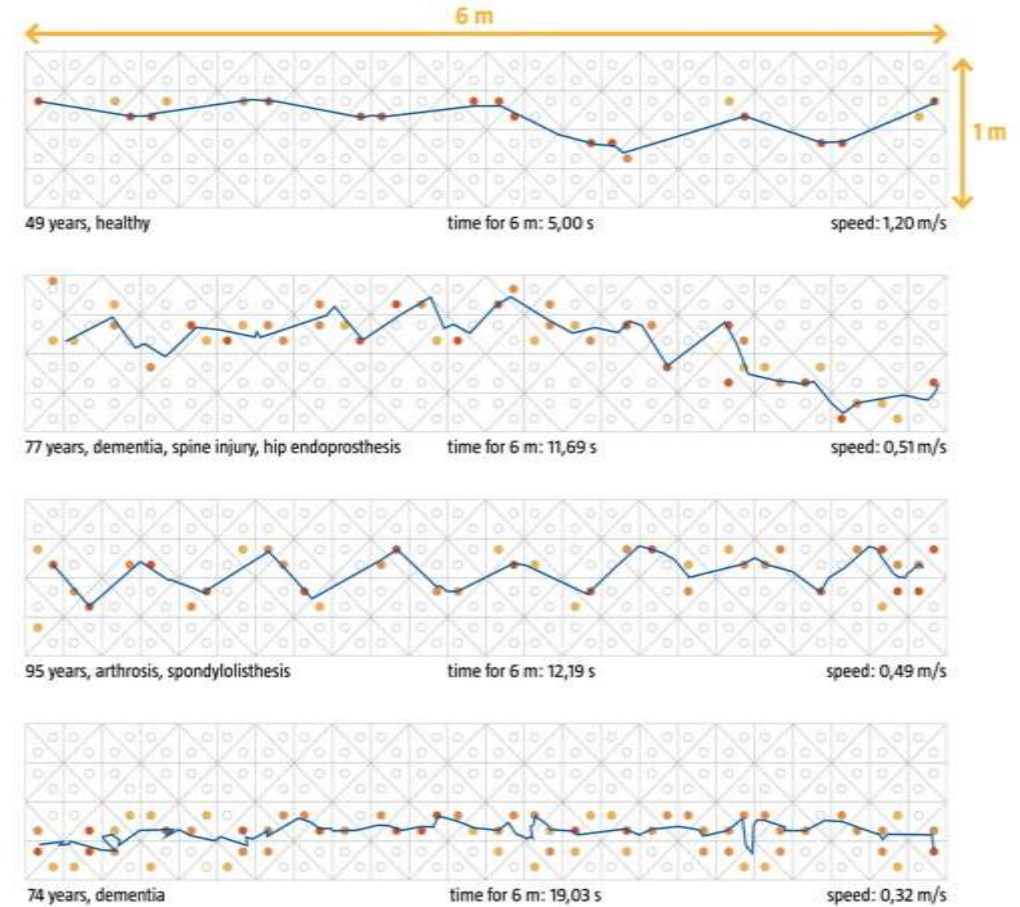 6 m
1 m
49 years, healthy time for 6 m: 5,00 s speed: 1,20 m/s
77 years, dementia, spine injury, hip endoprosthesis time for 6 m: 11,69 s speed: 0,51 m/s
95 years, arthrosis, spondylolisthesis time for 6 m: 12,19 s speed: 0,49 m/s
74 years, dementia time for 6 m: 19,03 s speed: 0,32 m/s